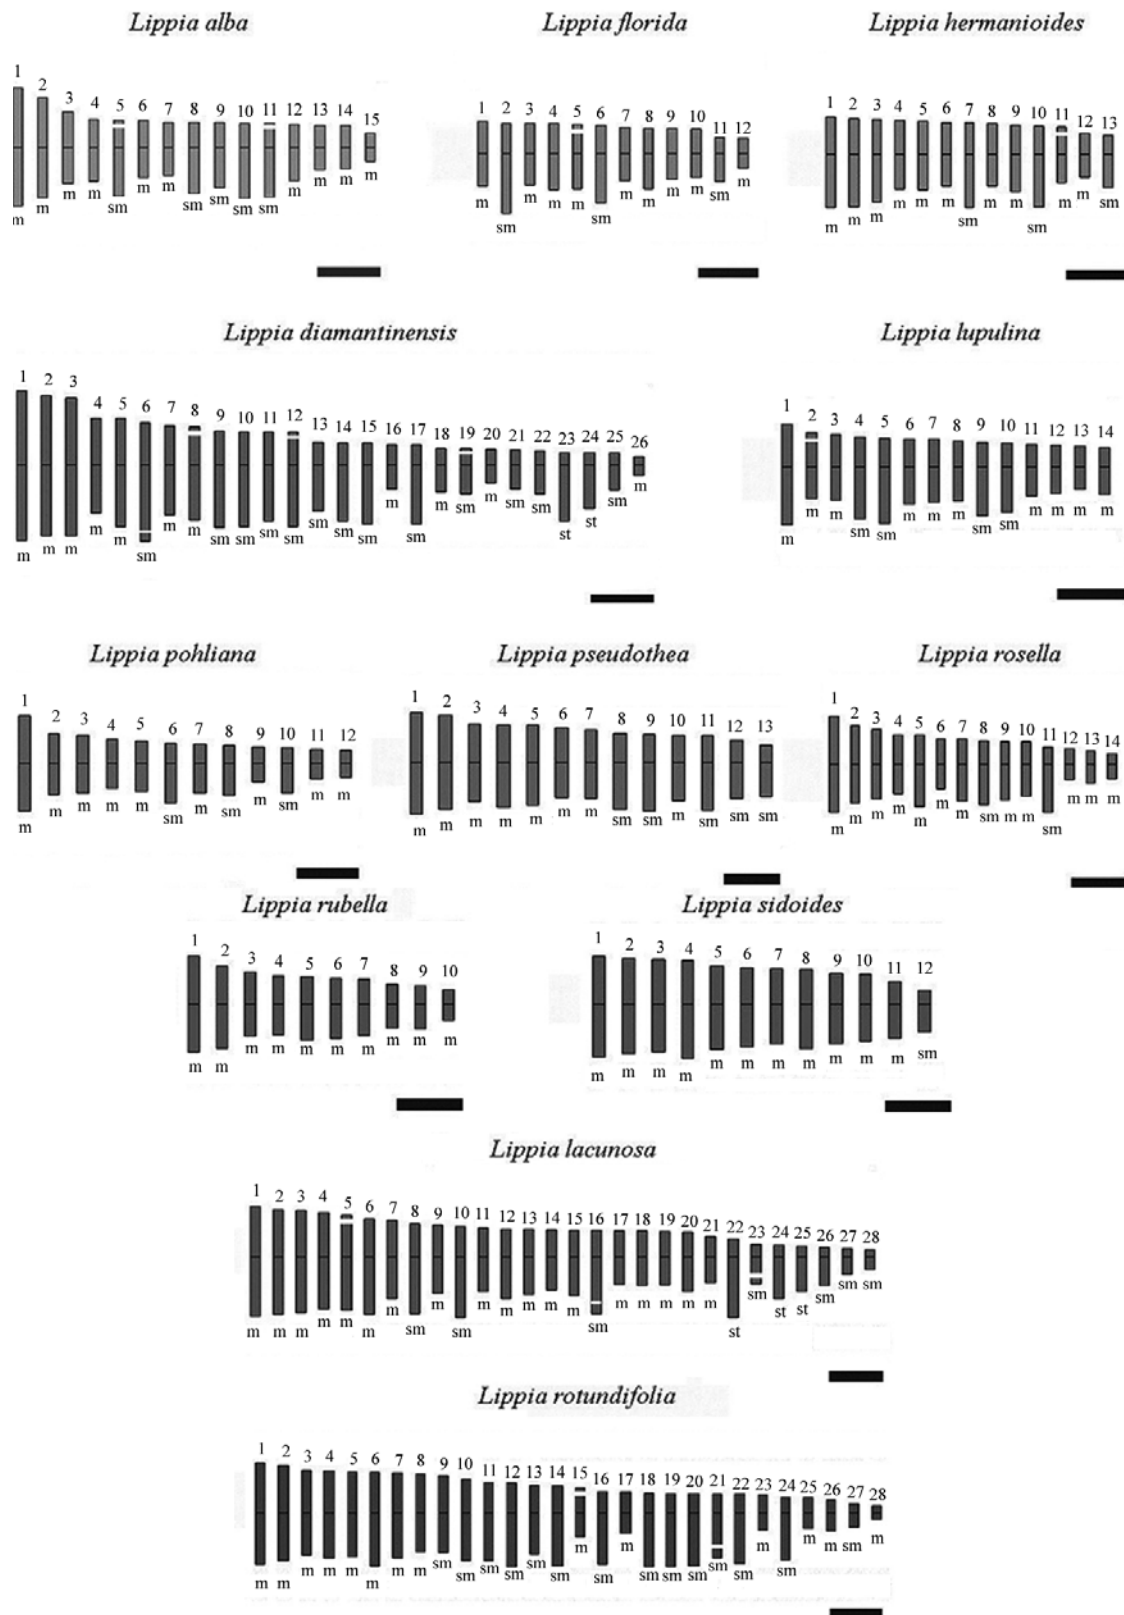 Lippia alba
1 2 3 4 5 6 7 8 9 10 11 12 13 14 15
m m m m sm m m sm sm sm sm m m m m
Lippia florida
1 2 3 4 5 6 7 8 9 10 11 12
m sm m m m sm m m m m sm m
Lippia hermanioides
1 2 3 4 5 6 7 8 9 10 11 12 13
m m m m m m sm m m sm m m sm
Lippia diamantinensis
1 2 3 4 5 6 7 8 9 10 11 12 13 14 15 16 17 18 19 20 21 22 23 24 25 26
m m m m m sm m m sm sm sm sm sm sm sm m sm m sm m sm sm st st sm m
Lippia lupulina
1 2 3 4 5 6 7 8 9 10 11 12 13 14
m m m sm sm m m m sm sm m m m m
Lippia pohliana
1 2 3 4 5 6 7 8 9 10 11 12
m m m m m sm m sm m sm m m
Lippia pseudothea
1 2 3 4 5 6 7 8 9 10 11 12 13
m m m m m m m sm sm m sm sm sm
Lippia rosella
1 2 3 4 5 6 7 8 9 10 11 12 13 14
m m m m m m m sm m m sm m m m
Lippia rubella
1 2 3 4 5 6 7 8 9 10
m m m m m m m m m m
Lippia sidoides
1 2 3 4 5 6 7 8 9 10 11 12
m m m m m m m m m m m sm
Lippia lacunosa
1 2 3 4 5 6 7 8 9 10 11 12 13 14 15 16 17 18 19 20 21 22 23 24 25 26 27 28
m m m m m m m sm m sm m m m m m sm m m m m m st sm st st sm sm sm
Lippia rotundifolia
1 2 3 4 5 6 7 8 9 10 11 12 13 14 15 16 17 18 19 20 21 22 23 24 25 26 27 28
m m m m m m m m sm sm sm sm sm sm m sm m sm sm sm sm sm m sm m m sm m